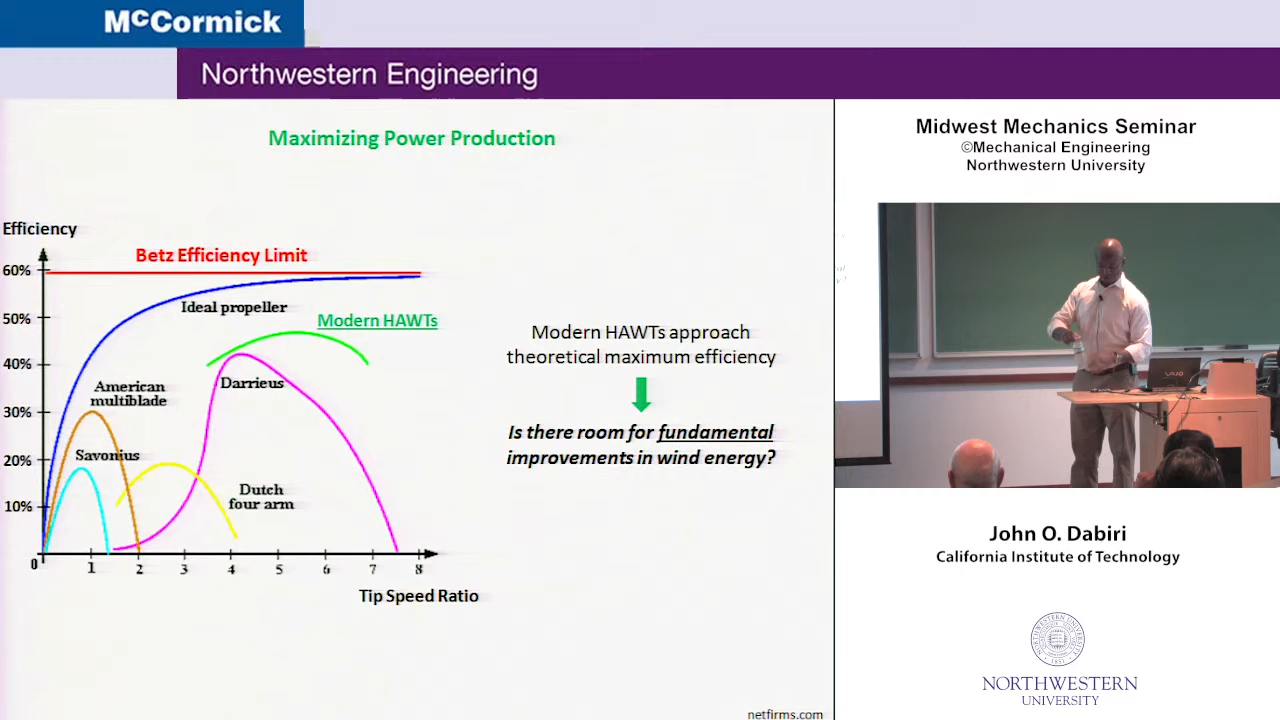 McCormick
Northwestern Engineering
Maximizing Power Production
Efficiency
Betz Efficiency Limit
60%
Ideal propeller
50%
Modern HAWTs
40%
Darrieus
American
multiblade
30%
Savonius
20%
Dutch
four arm
10%
0
1
2
3
4
5
6
7
8
Tip Speed Ratio
Modern HAWTs approach
theoretical maximum efficiency
Is there room for fundamental
improvements in wind energy?
netfirms.com
Midwest Mechanics Seminar
©Mechanical Engineering
Northwestern University
VAIO
John O. Dabiri
California Institute of Technology
1851
NORTHWESTERN
UNIVERSITY